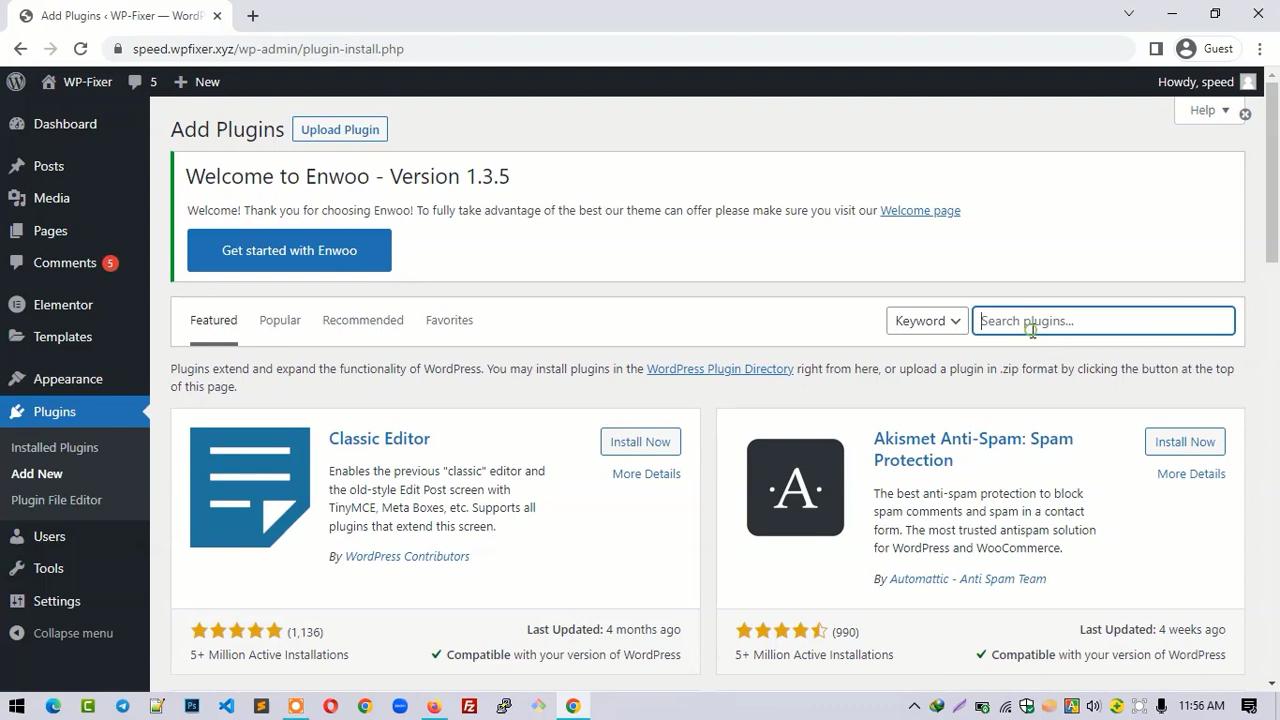 Add Plugins ‹ WP-Fixer — WordP
speed.wpfixer.xyz/wp-admin/plugin-install.php
Guest
WP-Fixer
5
New
Howdy, speed
Dashboard
Posts
Media
Pages
Comments 5
Elementor
Templates
Appearance
Plugins
Installed Plugins
Add New
Plugin File Editor
Users
Tools
Settings
Collapse menu
Help
Add Plugins
Upload Plugin
Welcome to Enwoo - Version 1.3.5
Welcome! Thank you for choosing Enwoo! To fully take advantage of the best our theme can offer please make sure you visit our Welcome page
Get started with Enwoo
Featured
Popular
Recommended
Favorites
Keyword
Search plugins...
Plugins extend and expand the functionality of WordPress. You may install plugins in the WordPress Plugin Directory right from here, or upload a plugin in .zip format by clicking the button at the top
of this page.
Classic Editor
Install Now
More Details
Enables the previous "classic" editor and
the old-style Edit Post screen with
TinyMCE, Meta Boxes, etc. Supports all
plugins that extend this screen.
By WordPress Contributors
(1,136)
Last Updated: 4 months ago
5+ Million Active Installations
Compatible with your version of WordPress
Akismet Anti-Spam: Spam
Protection
Install Now
More Details
·A·
The best anti-spam protection to block
spam comments and spam in a contact
form. The most trusted antispam solution
for WordPress and WooCommerce.
By Automattic - Anti Spam Team
(990)
Last Updated: 4 weeks ago
5+ Million Active Installations
Compatible with your version of WordPress
11:56 AM